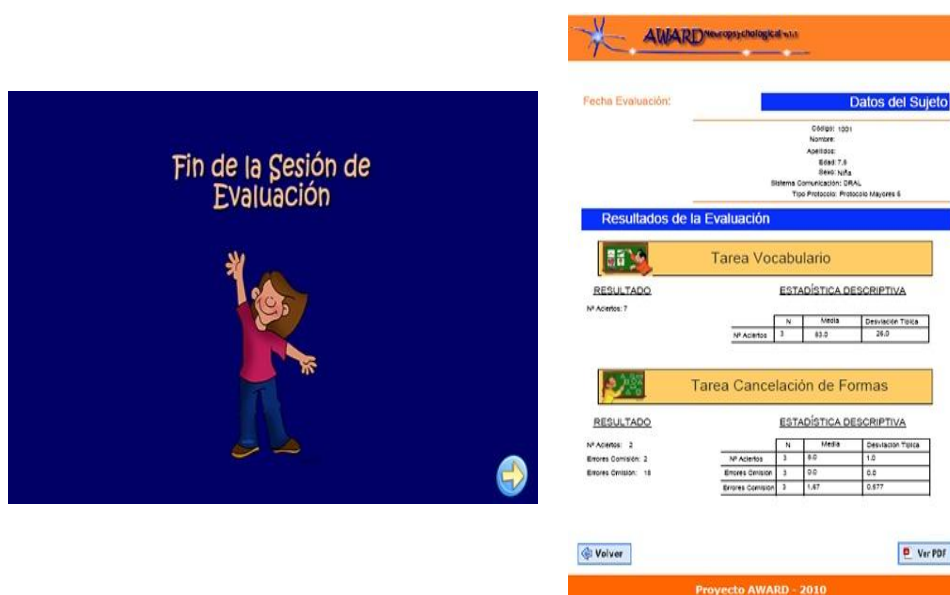 Fin de la Sesión de
Evaluación
AWARD Neuropsychological v.1.1
Fecha Evaluación:
Datos del Sujeto
Código: 1001
Nombre:
Apellidos:
Edad: 7,6
Sexo: Niña
Sistema Comunicación: ORAL
Tipo Protocolo: Protocolo Mayores 6
Resultados de la Evaluación
Tarea Vocabulario
RESULTADO
ESTADÍSTICA DESCRIPTIVA
Nº Aciertos: 7
N Media Desviación Típica
Nº Aciertos 3 83.0 26.0
Tarea Cancelación de Formas
RESULTADO
ESTADÍSTICA DESCRIPTIVA
Nº Aciertos: 2
Errores Comisión: 2
Errores Omisión: 18
N Media Desviación Típica
Nº Aciertos 3 8.0 1.0
Errores Omisión 3 0.0 0.0
Errores Comisión 3 1.67 0.577
Volver
Ver PDF
Proyecto AWARD - 2010